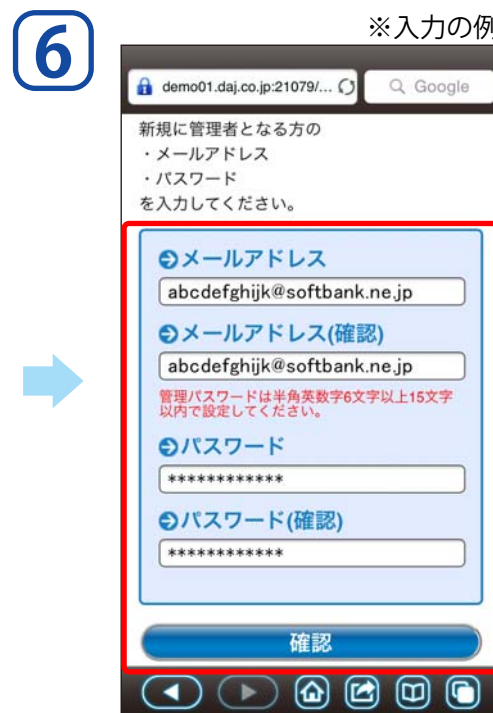 6
※入力の例
demo01.daj.co.jp:21079/...
Google
新規に管理者となる方の
・メールアドレス
・パスワード
を入力してください。
メールアドレス
abcdefghijk@softbank.ne.jp
メールアドレス(確認)
abcdefghijk@softbank.ne.jp
管理パスワードは半角英数字6文字以上15文字
以内で設定してください。
パスワード
************
パスワード(確認)
************
確認